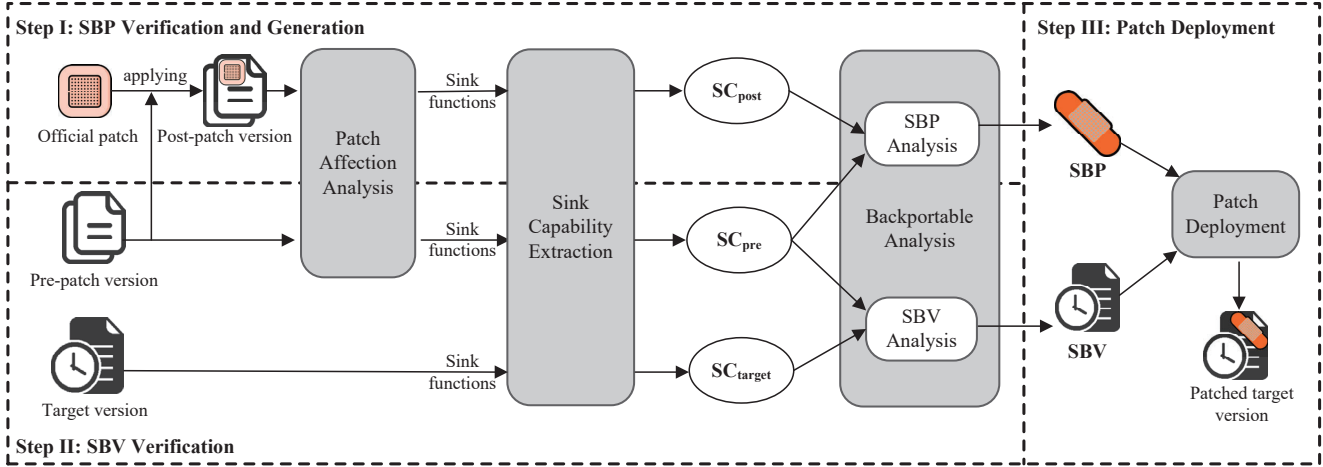 Step I: SBP Verification and Generation
Step III: Patch Deployment
applying
Official patch
Post-patch version
Patch
Affection
Analysis
Sink
functions
Sink
Capability
Extraction
SCpost
SBP
Analysis
SBP
Pre-patch version
Sink
functions
SCpre
Backportable
Analysis
Patch
Deployment
Target version
Sink
functions
SCtarget
SBV
Analysis
SBV
Patched target
version
Step II: SBV Verification